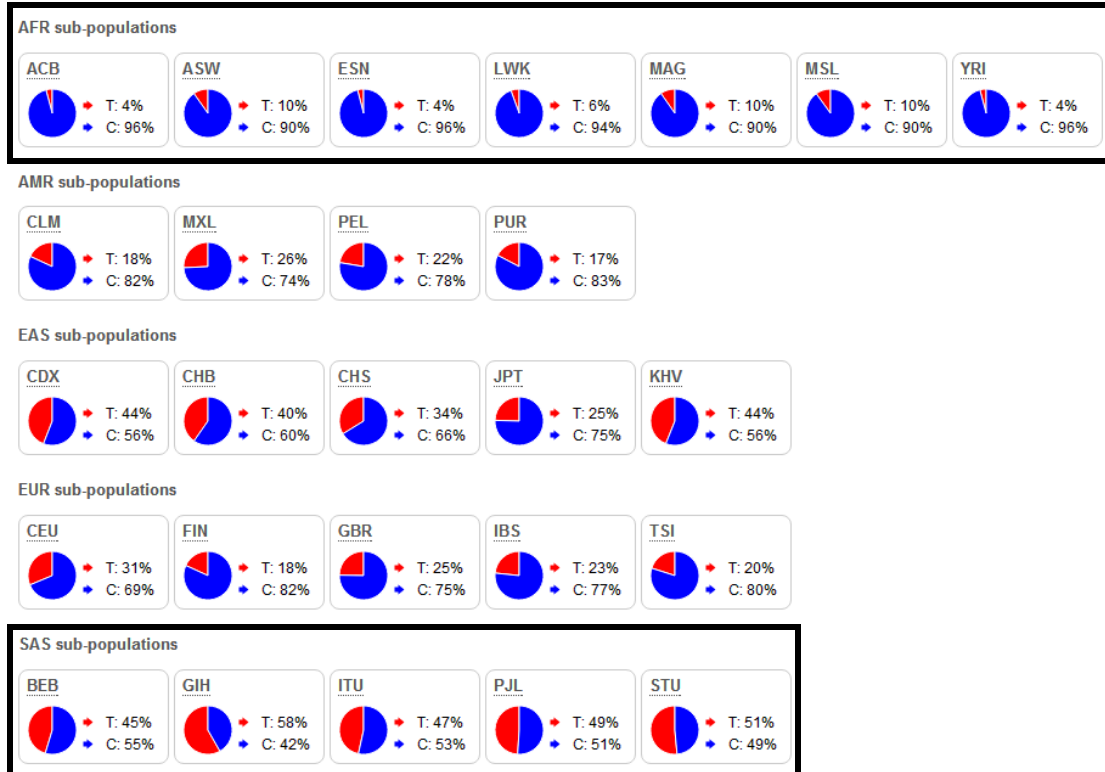 AFR sub-populations
ACB ASW ESN LWK MAG MSL YRI
T: 4% T: 10% T: 4% T: 6% T: 10% T: 10% T: 4%
C: 96% C: 90% C: 96% C: 94% C: 90% C: 90% C: 96%
AMR sub-populations
CLM MXL PEL PUR
T: 18% T: 26% T: 22% T: 17%
C: 82% C: 74% C: 78% C: 83%
EAS sub-populations
CDX CHB CHS JPT KHV
T: 44% T: 40% T: 34% T: 25% T: 44%
C: 56% C: 60% C: 66% C: 75% C: 56%
EUR sub-populations
CEU FIN GBR IBS TSI
T: 31% T: 18% T: 25% T: 23% T: 20%
C: 69% C: 82% C: 75% C: 77% C: 80%
SAS sub-populations
BEB GIH ITU PJL STU
T: 45% T: 58% T: 47% T: 49% T: 51%
C: 55% C: 42% C: 53% C: 51% C: 49%